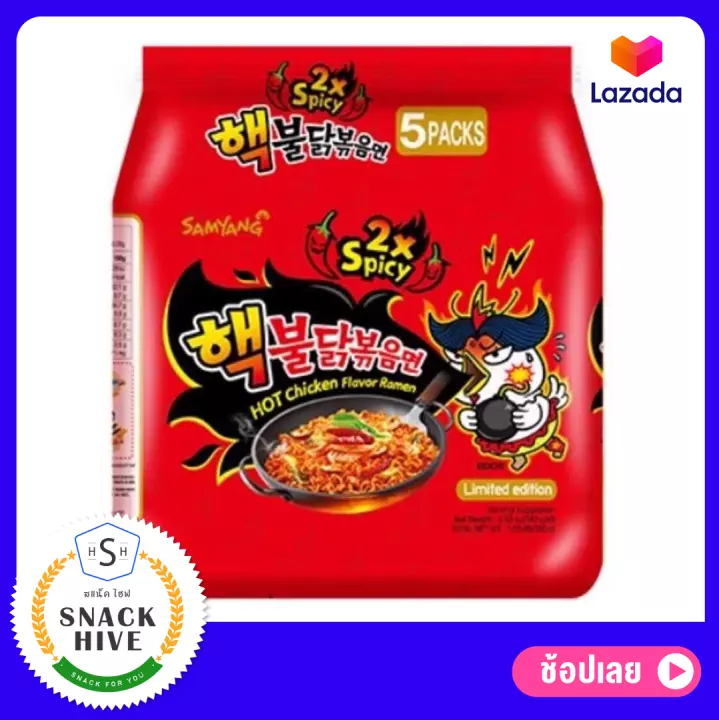 Lazada
2x
Spicy
핵불닭볶음면
5PACKS
SAMYANG
2x
Spicy
핵불닭볶음면
HOT Chicken Flavor Ramen
Limited edition
H S H
สแน็ค ไฮฟ
SNACK
HIVE
SNACK FOR YOU
ช้อปเลย